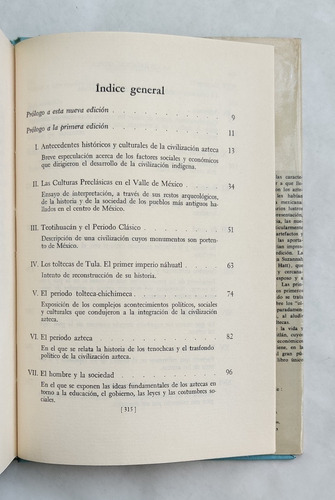 Indice general
Prólogo a esta nueva edición . . . . . 9
Prólogo a la primera edición . . . . . 11
I. Antecedentes históricos y culturales de la civilización azteca 13
Breve especulación acerca de los factores sociales y económicos
que dirigieron el desarrollo de la civilización indígena.
II. Las Culturas Preclásicas en el Valle de México . . . 34
Ensayo de interpretación, a través de sus restos arqueológicos,
de la historia y de la sociedad de los pueblos más antiguos ha-
llados en el centro de México.
III. Teotihuacán y el Periodo Clásico . . . . 51
Descripción de una civilización cuyos monumentos son porten-
to de México.
IV. Los toltecas de Tula. El primer imperio náhuatl . . 63
Intento de reconstrucción de su historia.
V. El periodo tolteca-chichimeca . . . . 74
Exposición de los complejos acontecimientos políticos, sociales
y culturales que condujeron a la integración de la civilización
azteca.
VI. El periodo azteca . . . . . 82
En el que se relata la historia de los tenochcas y el trasfondo
político de la civilización azteca.
VII. El hombre y la sociedad . . . . . 96
En el que se exponen las ideas fundamentales de los aztecas en
torno a la educación, el gobierno, las leyes y las costumbres so-
ciales.
[ 315 ]